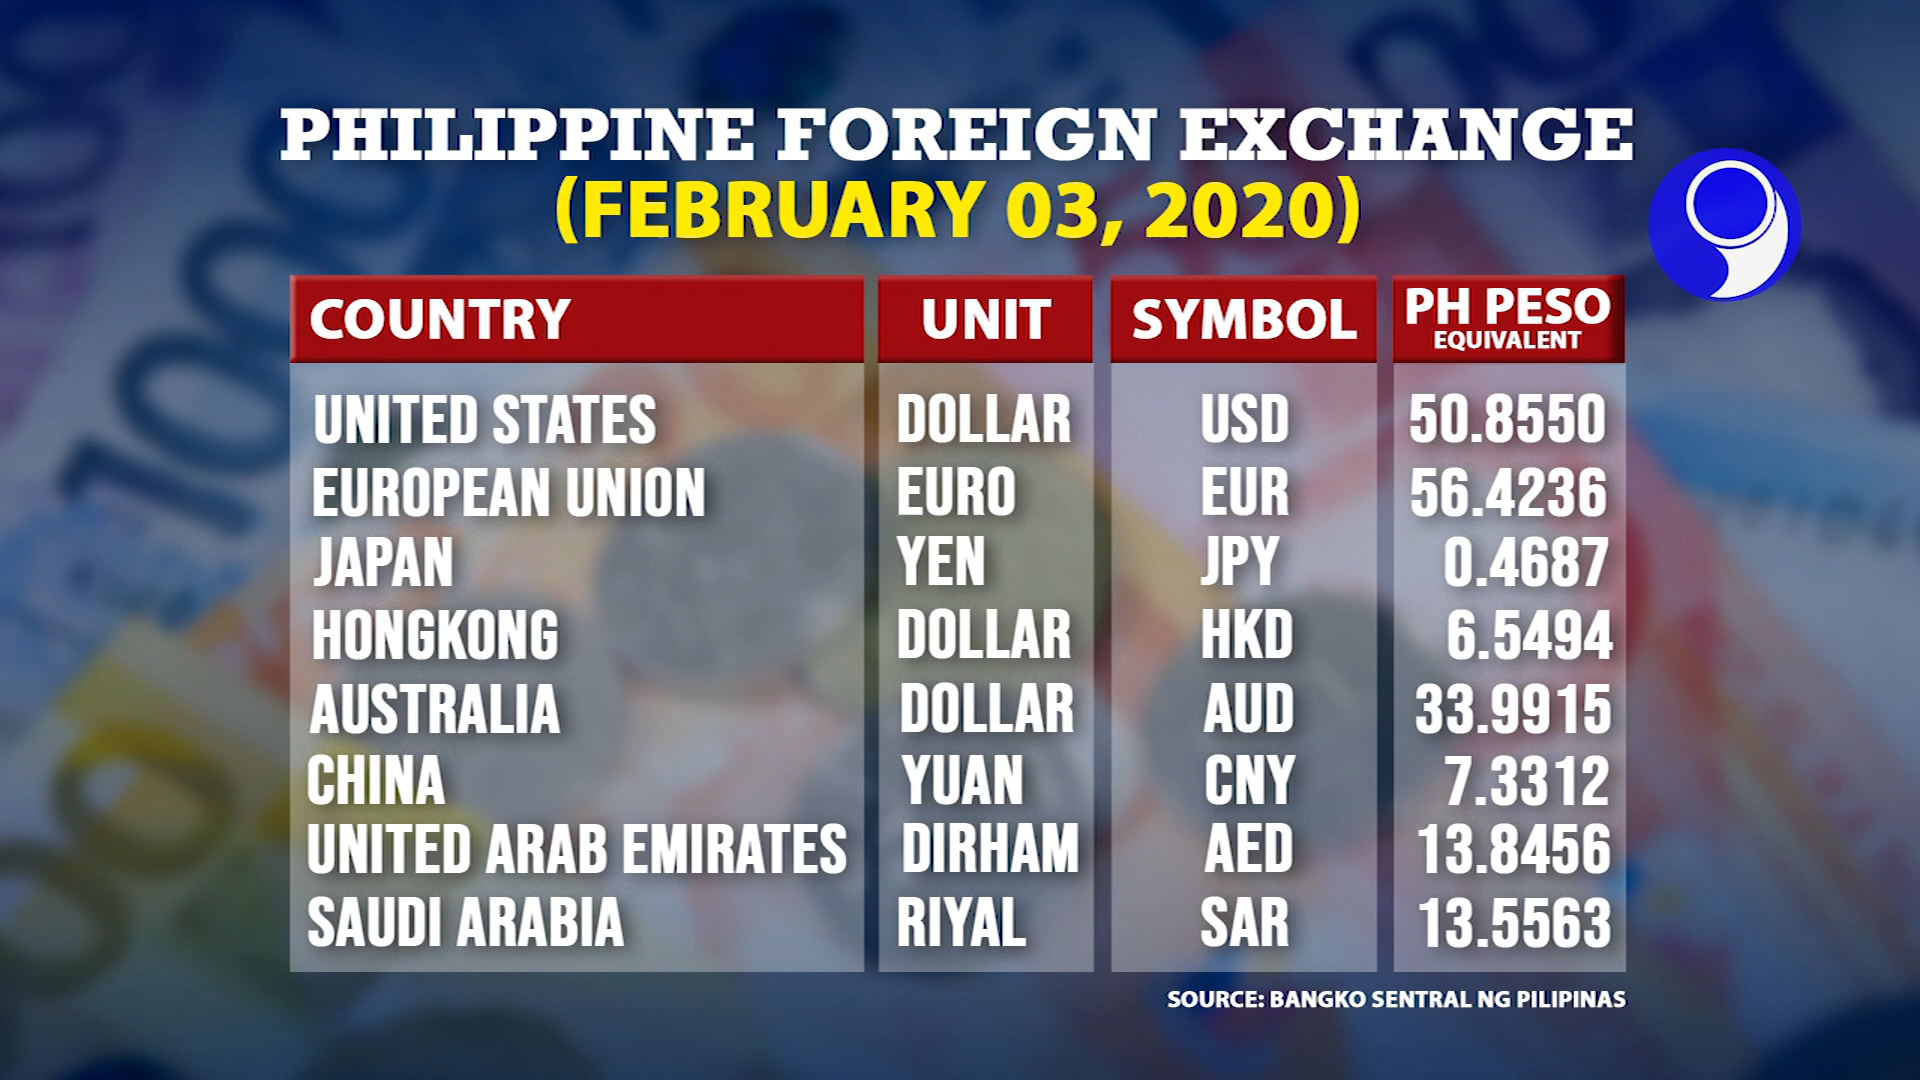 PHILIPPINE FOREIGN EXCHANGE
(FEBRUARY 03, 2020)
COUNTRY UNIT SYMBOL PH PESO EQUIVALENT
UNITED STATES DOLLAR USD 50.8550
EUROPEAN UNION EURO EUR 56.4236
JAPAN YEN JPY 0.4687
HONGKONG DOLLAR HKD 6.5494
AUSTRALIA DOLLAR AUD 33.9915
CHINA YUAN CNY 7.3312
UNITED ARAB EMIRATES DIRHAM AED 13.8456
SAUDI ARABIA RIYAL SAR 13.5563
SOURCE: BANGKO SENTRAL NG PILIPINAS